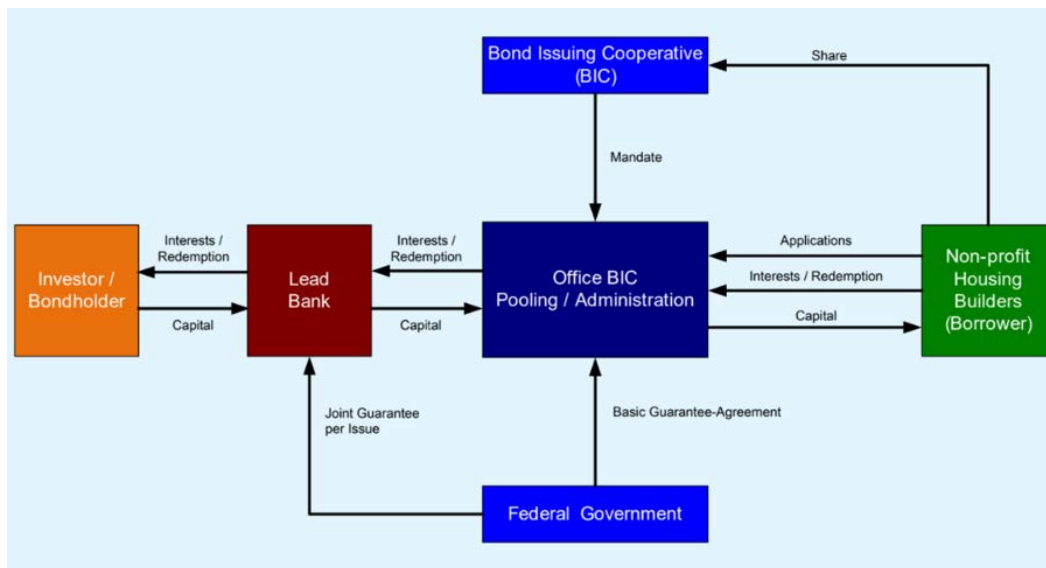 Bond Issuing Cooperative
(BIC)
Share
Mandate
Investor /
Bondholder
Interests /
Redemption
Capital
Lead
Bank
Interests /
Redemption
Capital
Office BIC
Pooling / Administration
Applications
Interests / Redemption
Capital
Non-profit
Housing
Builders
(Borrower)
Joint Guarantee
per Issue
Basic Guarantee-Agreement
Federal Government